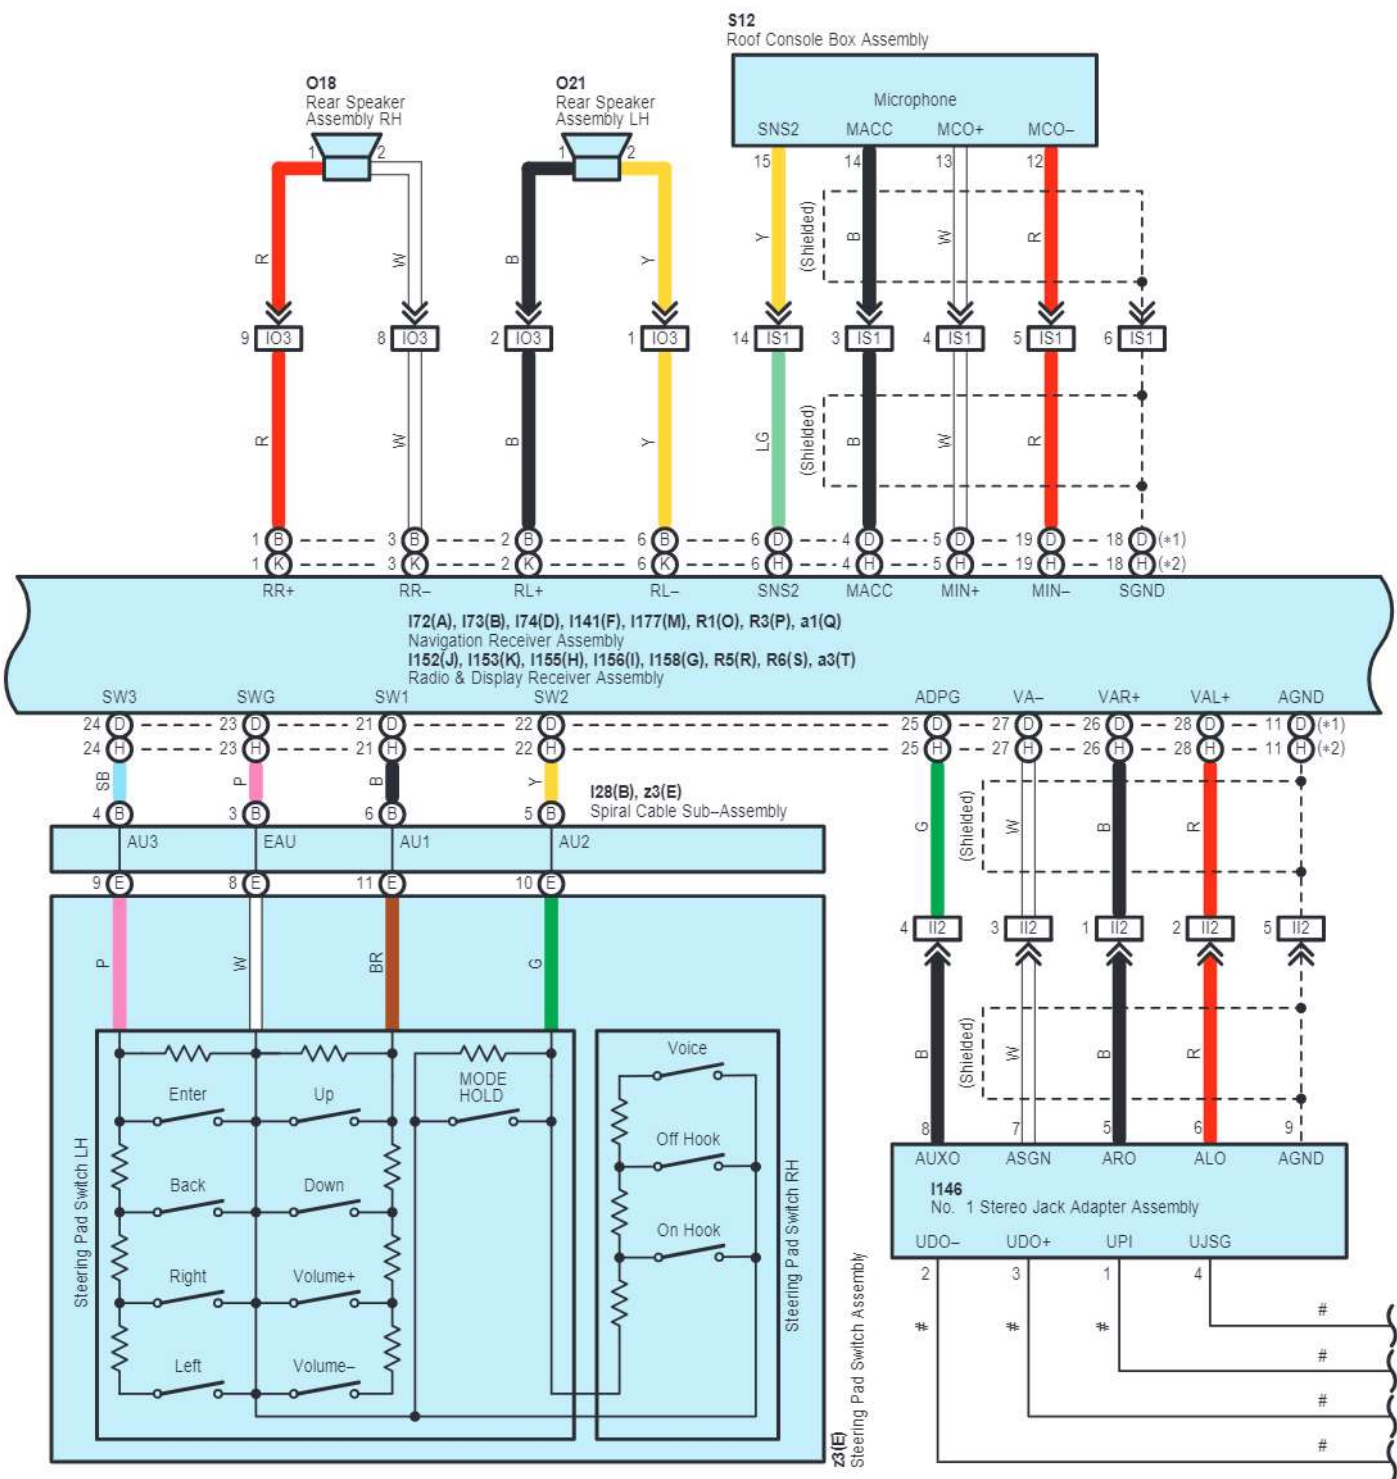 S12
Roof Console Box Assembly
O18
Rear Speaker
Assembly RH
O21
Rear Speaker
Assembly LH
Microphone
SNS2 MACC MCO+ MCO–
1 2 1 2 15 14 13 12
R W B Y Y B W R (Shielded)
9 IO3 8 IO3 2 IO3 1 IO3 14 IS1 3 IS1 4 IS1 5 IS1 6 IS1
R W B Y LG B W R (Shielded)
1 B 3 B 2 B 6 B 6 D 4 D 5 D 19 D 18 D (*1)
1 K 3 K 2 K 6 K 6 H 4 H 5 H 19 H 18 H (*2)
RR+ RR– RL+ RL– SNS2 MACC MIN+ MIN– SGND
I72(A), I73(B), I74(D), I141(F), I177(M), R1(O), R3(P), a1(Q)
Navigation Receiver Assembly
I152(J), I153(K), I155(H), I156(I), I158(G), R5(R), R6(S), a3(T)
Radio & Display Receiver Assembly
SW3 SWG SW1 SW2 ADPG VA– VAR+ VAL+ AGND
24 D 23 D 21 D 22 D 25 D 27 D 26 D 28 D 11 D (*1)
24 H 23 H 21 H 22 H 25 H 27 H 26 H 28 H 11 H (*2)
SB P B Y
I28(B), z3(E)
Spiral Cable Sub–Assembly
4 B 3 B 6 B 5 B
AU3 EAU AU1 AU2
9 E 8 E 11 E 10 E
G (Shielded) W B R
4 II2 3 II2 1 II2 2 II2 5 II2
P W BR G
Steering Pad Switch LH
MODE
HOLD
Enter Up
Back Down
Right Volume+
Left Volume–
Voice
Off Hook
On Hook
Steering Pad Switch RH
z3(E)
Steering Pad Switch Assembly
B (Shielded) W B R
8 7 5 6 9
AUXO ASGN ARO ALO AGND
I146
No. 1 Stereo Jack Adapter Assembly
UDO– UDO+ UPI UJSG
2 3 1 4
# # # #
#
#
#